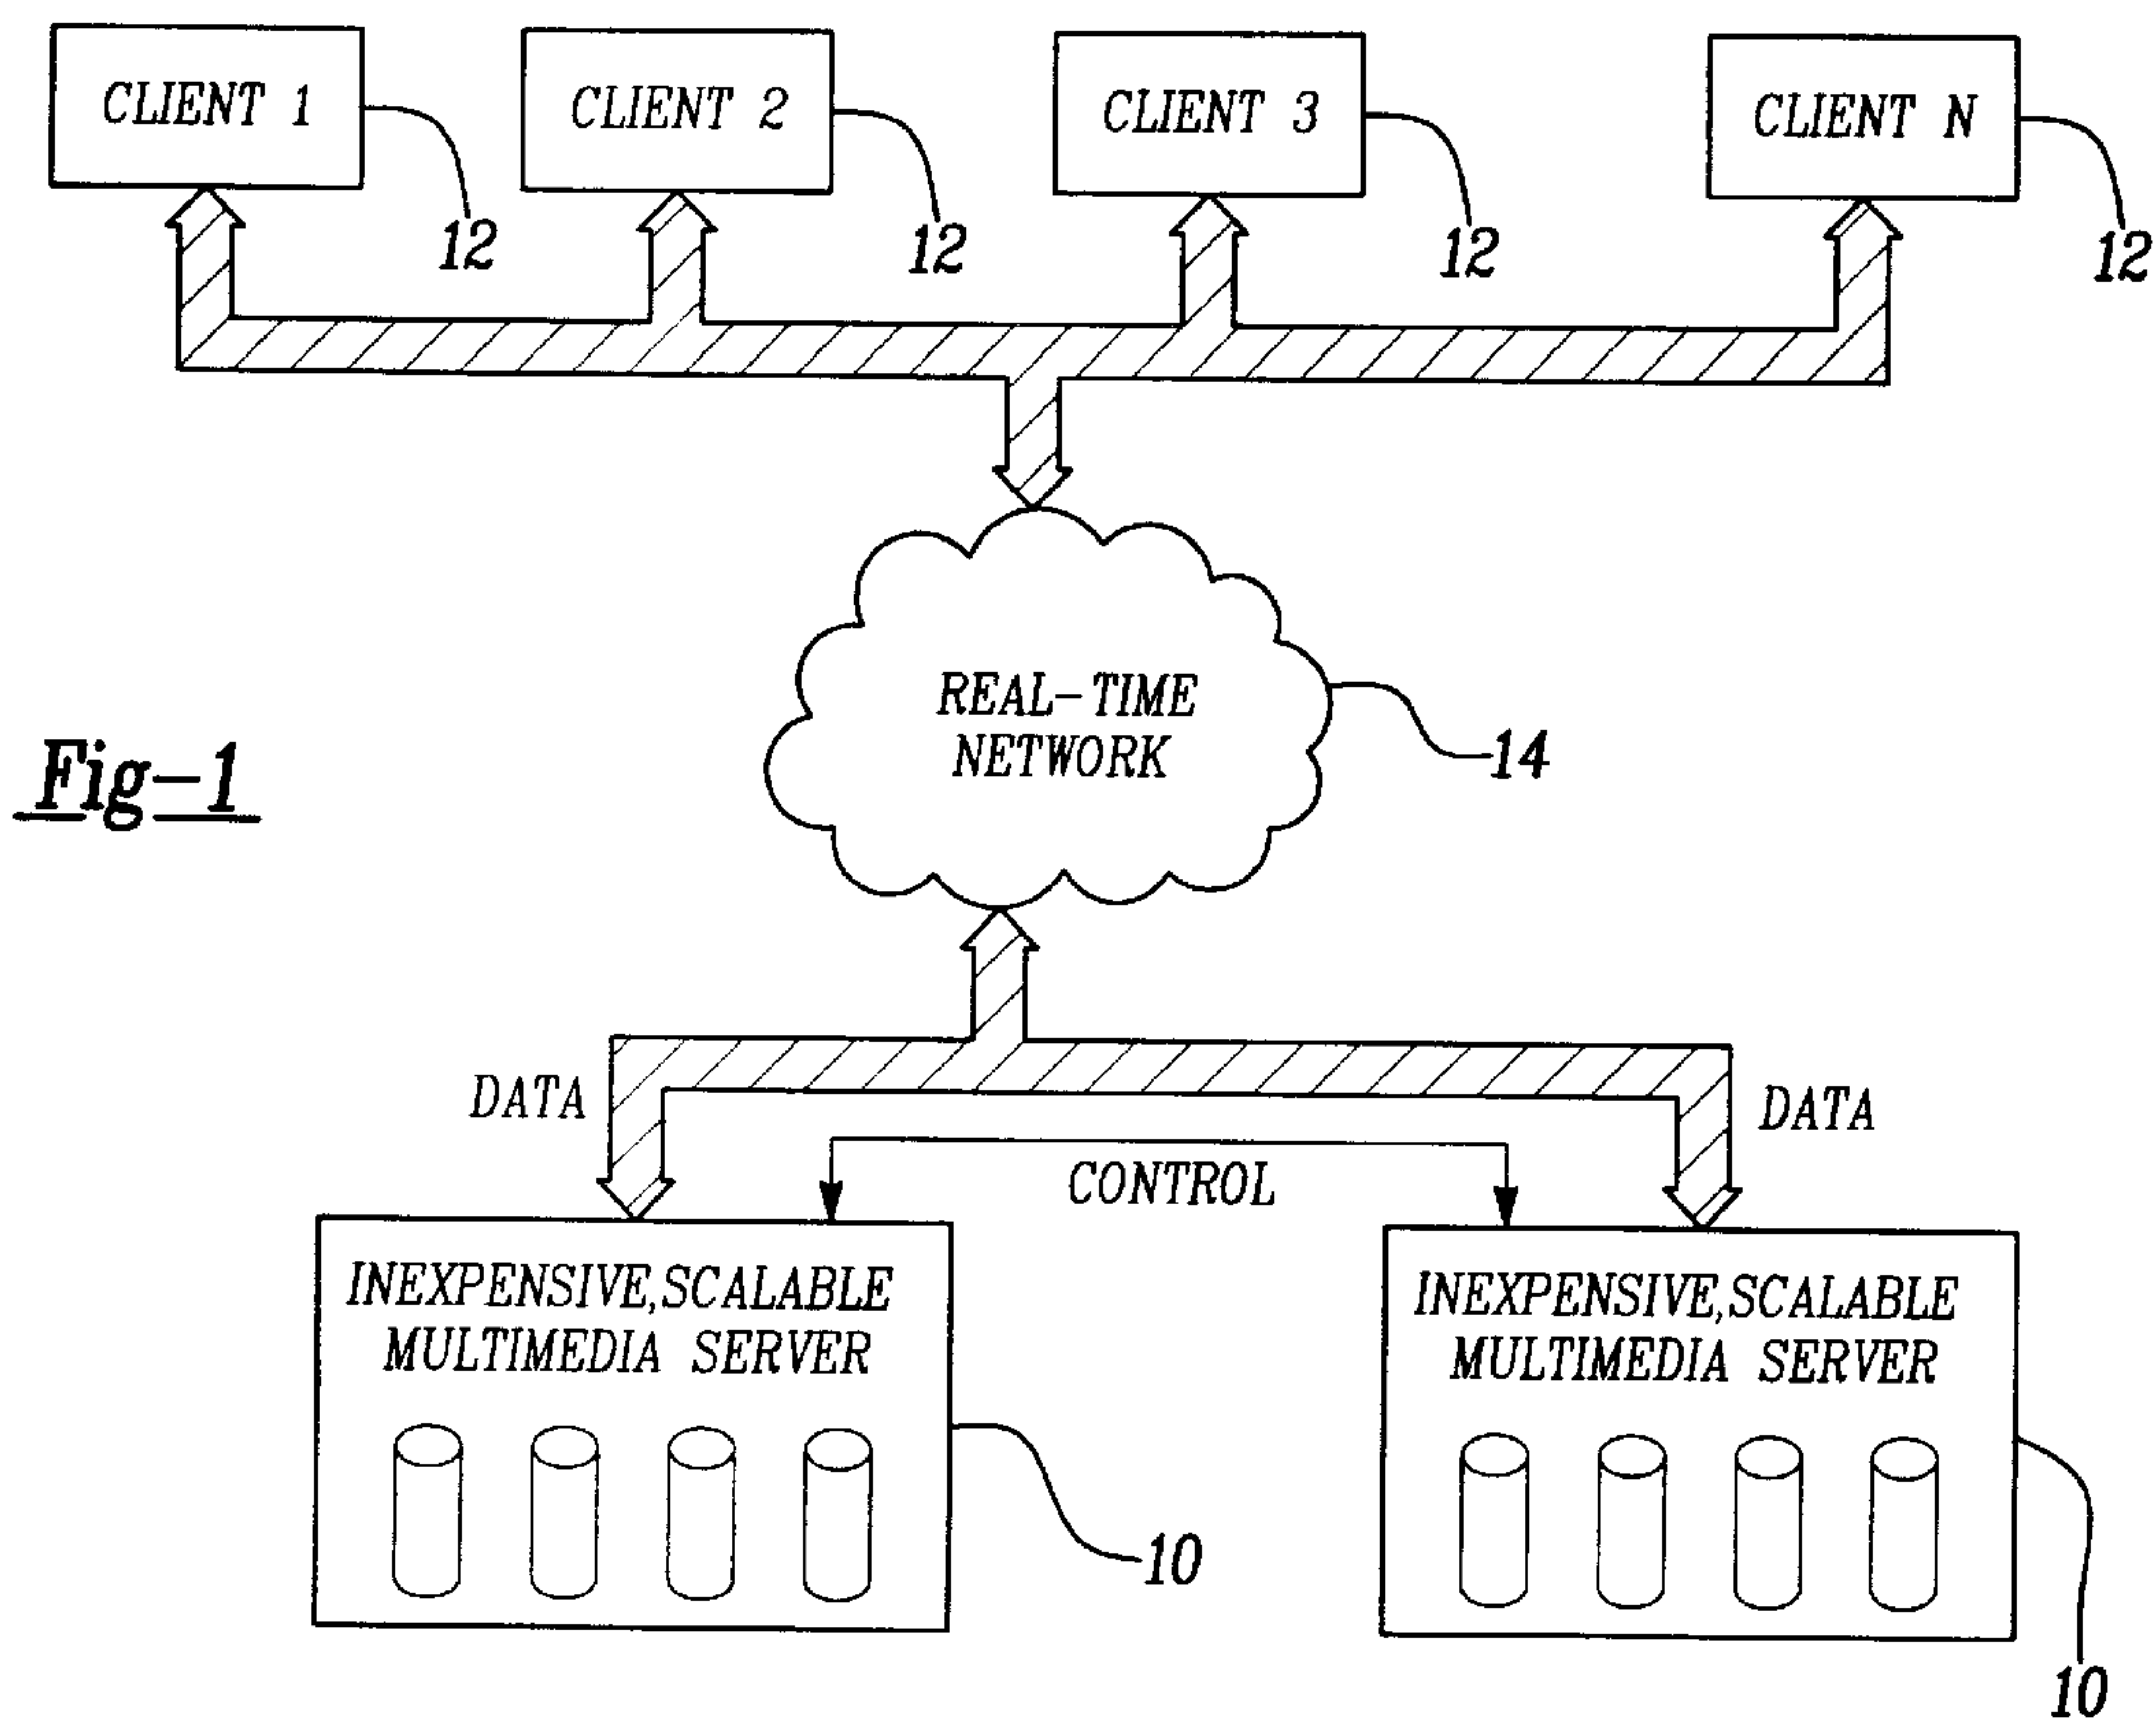 CLIENT 1
CLIENT 2
CLIENT 3
CLIENT N
12
12
12
12
REAL-TIME
NETWORK
14
Fig-1
DATA
DATA
CONTROL
INEXPENSIVE,SCALABLE
MULTIMEDIA SERVER
10
INEXPENSIVE,SCALABLE
MULTIMEDIA SERVER
10